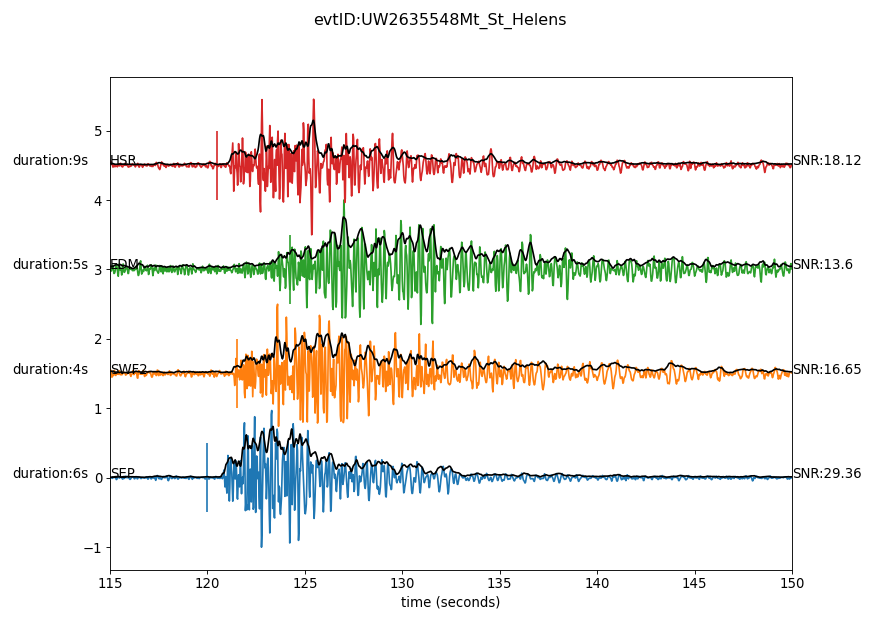 evtID:UW2635548Mt_St_Helens
5
duration:9s HSR SNR:18.12
4
duration:5s EDM SNR:13.6
3
2
duration:4s SWF2 SNR:16.65
1
duration:6s SEP SNR:29.36
0
−1
115 120 125 130 135 140 145 150
time (seconds)